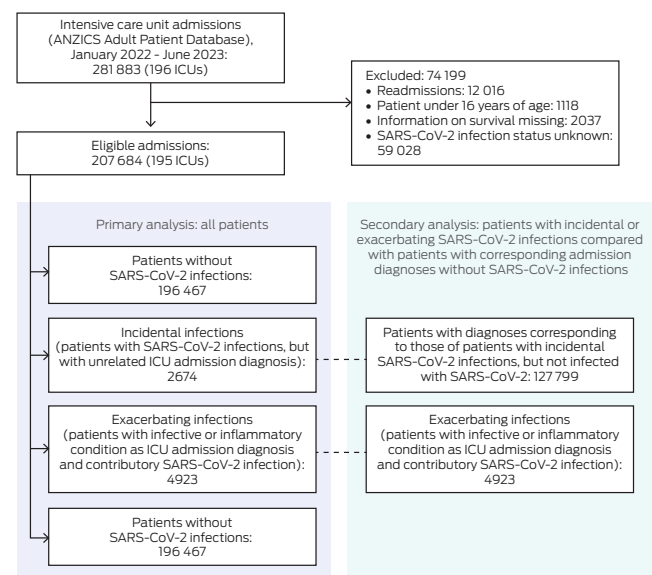 Intensive care unit admissions
(ANZICS Adult Patient Database),
January 2022 - June 2023:
281 883 (196 ICUs)
Excluded: 74 199
• Readmissions: 12 016
• Patient under 16 years of age: 1118
• Information on survival missing: 2037
• SARS-CoV-2 infection status unknown:
59 028
Eligible admissions:
207 684 (195 ICUs)
Primary analysis: all patients
Patients without
SARS-CoV-2 infections:
196 467
Incidental infections
(patients with SARS-CoV-2 infections, but
with unrelated ICU admission diagnosis):
2674
Exacerbating infections
(patients with infective or inflammatory
condition as ICU admission diagnosis
and contributory SARS-CoV-2 infection):
4923
Patients without
SARS-CoV-2 infections:
196 467
Secondary analysis: patients with incidental or
exacerbating SARS-CoV-2 infections compared
with patients with corresponding admission
diagnoses without SARS-CoV-2 infections
Patients with diagnoses corresponding
to those of patients with incidental
SARS-CoV-2 infections, but not infected
with SARS-CoV-2: 127 799
Exacerbating infections
(patients with infective or inflammatory
condition as ICU admission diagnosis
and contributory SARS-CoV-2 infection):
4923